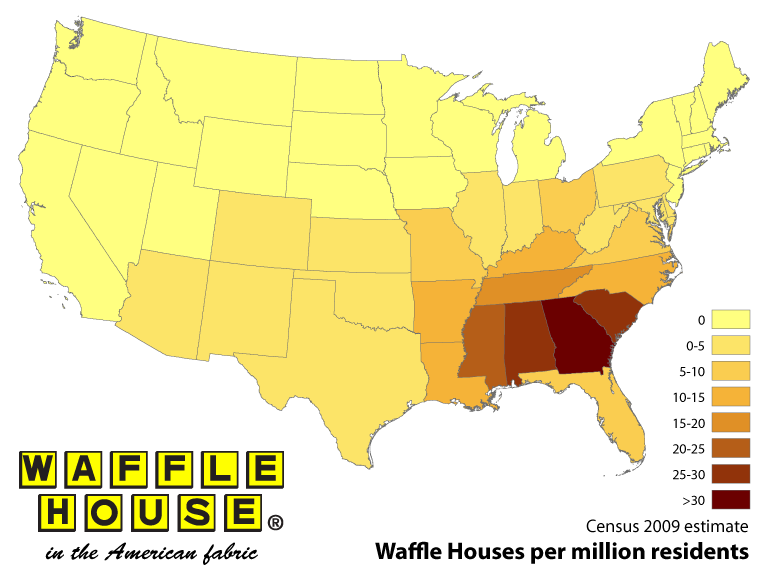 0
0-5
5-10
10-15
15-20
20-25
25-30
>30
WAFFLE
HOUSE®
in the American fabric
Census 2009 estimate
Waffle Houses per million residents